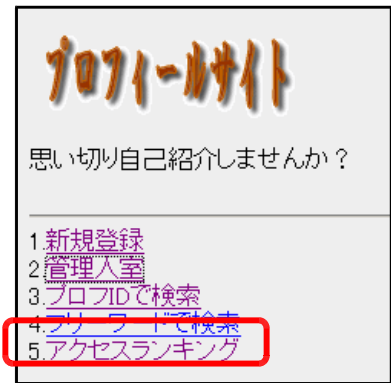 プロフィールサイト
思い切り自己紹介しませんか？
1.新規登録
2.管理人室
3.プロフIDで検索
4.フリーワードで検索
5.アクセスランキング